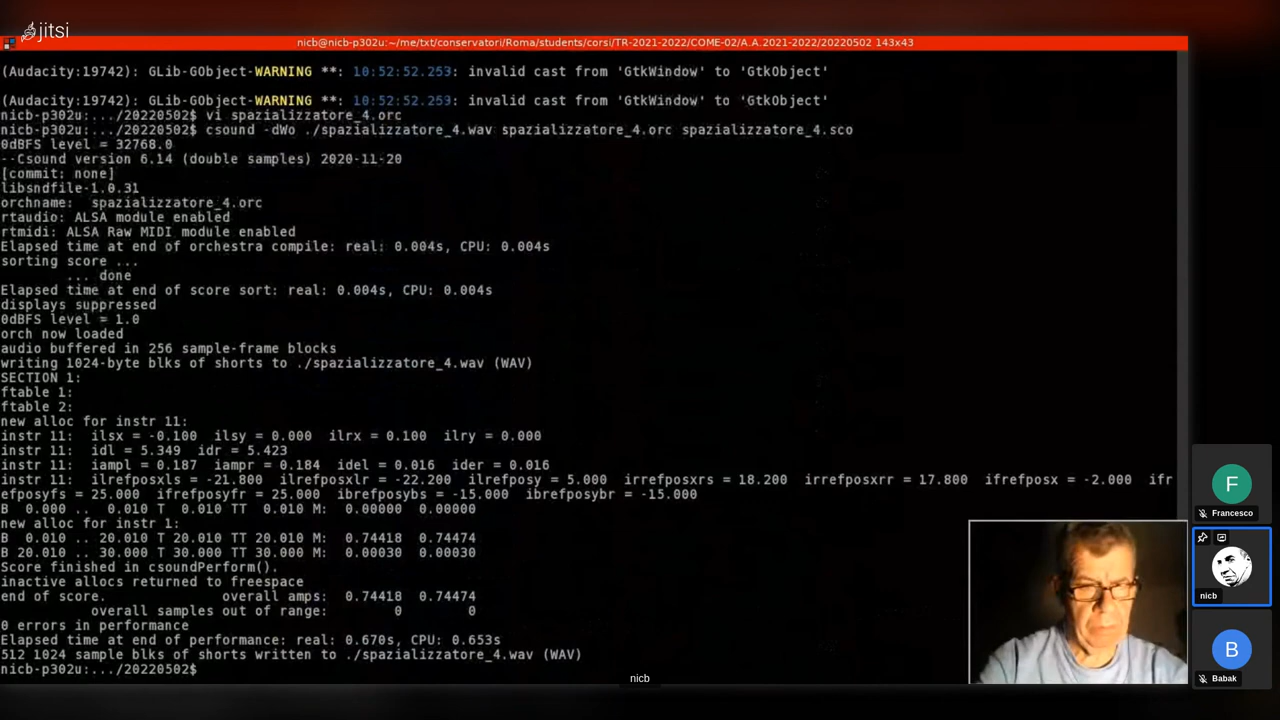 jitsi
nicb@nicb-p302u:~/me/txt/conservatori/Roma/students/corsi/TR-2021-2022/COME-02/A.A.2021-2022/20220502 143x43
(Audacity:19742): GLib-GObject-WARNING **: 10:52:52.253: invalid cast from 'GtkWindow' to 'GtkObject'
(Audacity:19742): GLib-GObject-WARNING **: 10:52:52.253: invalid cast from 'GtkWindow' to 'GtkObject'
nicb-p302u:.../20220502$ vi spazializzatore_4.orc
nicb-p302u:.../20220502$ csound -dWo ./spazializzatore_4.wav spazializzatore_4.orc spazializzatore_4.sco
0dBFS level = 32768.0
--Csound version 6.14 (double samples) 2020-11-20
[commit: none]
libsndfile-1.0.31
orchname:  spazializzatore_4.orc
rtaudio: ALSA module enabled
rtmidi: ALSA Raw MIDI module enabled
Elapsed time at end of orchestra compile: real: 0.004s, CPU: 0.004s
sorting score ...
... done
Elapsed time at end of score sort: real: 0.004s, CPU: 0.004s
displays suppressed
0dBFS level = 1.0
orch now loaded
audio buffered in 256 sample-frame blocks
writing 1024-byte blks of shorts to ./spazializzatore_4.wav (WAV)
SECTION 1:
ftable 1:
ftable 2:
new alloc for instr 11:
instr 11:  ilsx = -0.100  ilsy = 0.000  ilrx = 0.100  ilry = 0.000
instr 11:  idl = 5.349  idr = 5.423
instr 11:  iampl = 0.187  iampr = 0.184  idel = 0.016  ider = 0.016
instr 11:  ilrefposxls = -21.800  ilrefposxlr = -22.200  ilrefposy = 5.000  irrefposxrs = 18.200  irrefposxrr = 17.800  ifrefposx = -2.000  ifr
efposyfs = 25.000  ifrefposyfr = 25.000  ibrefposybs = -15.000  ibrefposybr = -15.000
B  0.000 ..  0.010 T  0.010 TT  0.010 M:  0.00000  0.00000
new alloc for instr 1:
B  0.010 .. 20.010 T 20.010 TT 20.010 M:  0.74418  0.74474
B 20.010 .. 30.000 T 30.000 TT 30.000 M:  0.00030  0.00030
Score finished in csoundPerform().
inactive allocs returned to freespace
end of score.  overall amps:  0.74418  0.74474
overall samples out of range:  0  0
0 errors in performance
Elapsed time at end of performance: real: 0.670s, CPU: 0.653s
512 1024 sample blks of shorts written to ./spazializzatore_4.wav (WAV)
nicb-p302u:.../20220502$
nicb
F
Francesco
nicb
B
Babak